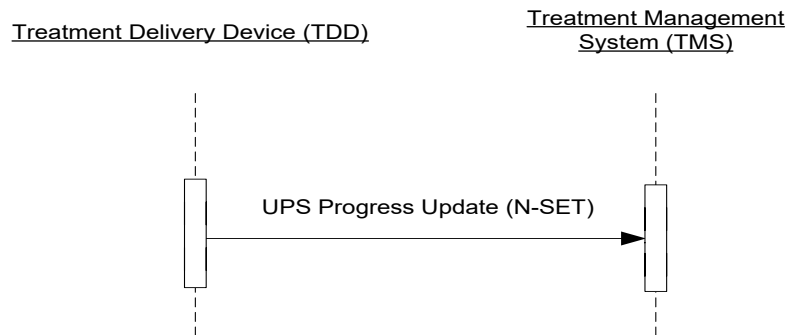 Treatment Delivery Device (TDD)
Treatment Management
System (TMS)
UPS Progress Update (N-SET)